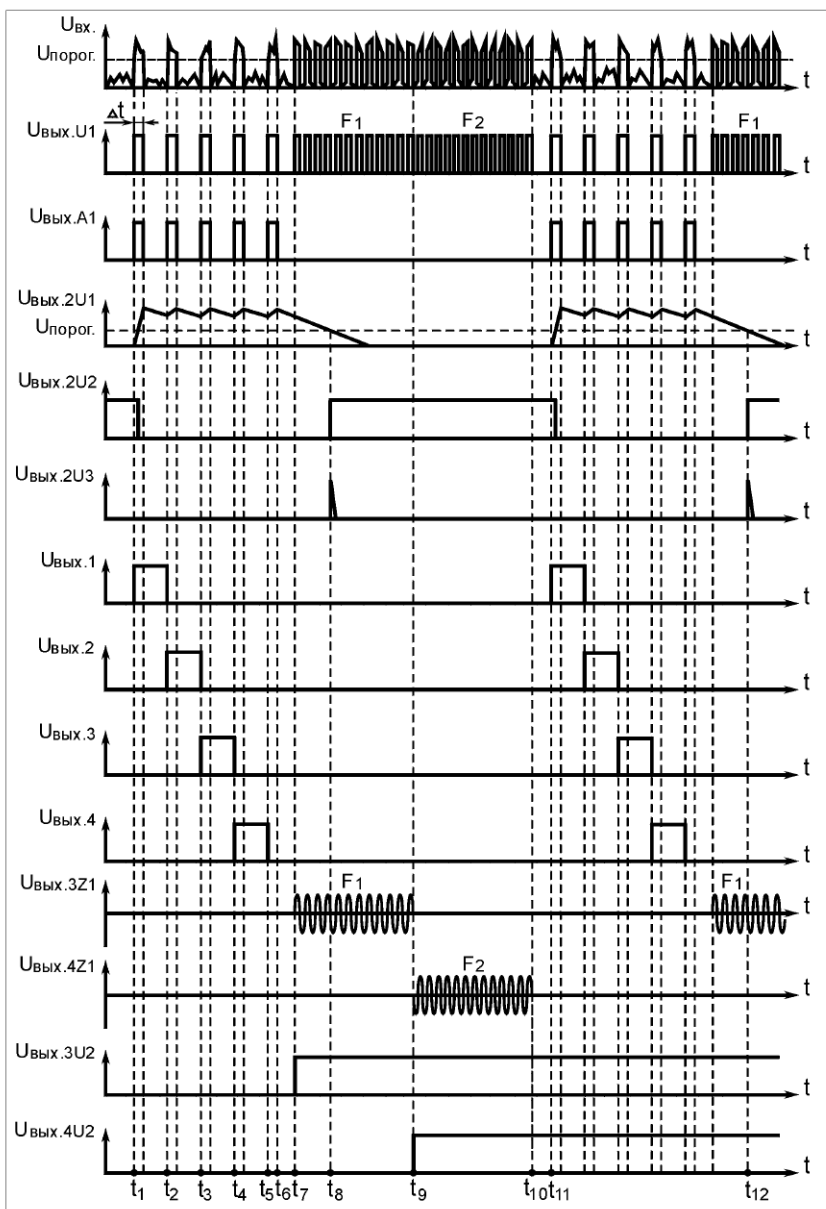 Uвх.
Uпорог.
t
Δt
Uвых.U1
F1
F2
F1
t
Uвых.A1
t
Uвых.2U1
Uпорог.
t
Uвых.2U2
t
Uвых.2U3
t
Uвых.1
t
Uвых.2
t
Uвых.3
t
Uвых.4
t
Uвых.3Z1
F1
F1
t
Uвых.4Z1
F2
t
Uвых.3U2
t
Uвых.4U2
t
t1 t2 t3 t4 t5 t6 t7 t8 t9 t10 t11 t12